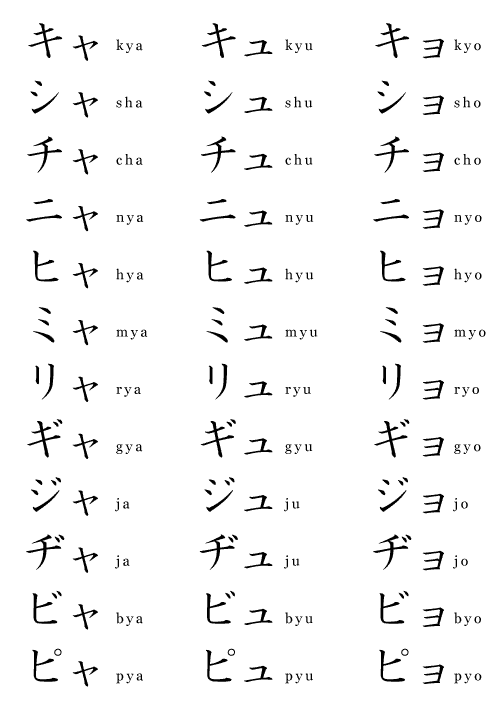 キャ kya キュ kyu キョ kyo
シャ sha シュ shu ショ sho
チャ cha チュ chu チョ cho
ニャ nya ニュ nyu ニョ nyo
ヒャ hya ヒュ hyu ヒョ hyo
ミャ mya ミュ myu ミョ myo
リャ rya リュ ryu リョ ryo
ギャ gya ギュ gyu ギョ gyo
ジャ ja ジュ ju ジョ jo
ヂャ ja ヂュ ju ヂョ jo
ビャ bya ビュ byu ビョ byo
ピャ pya ピュ pyu ピョ pyo